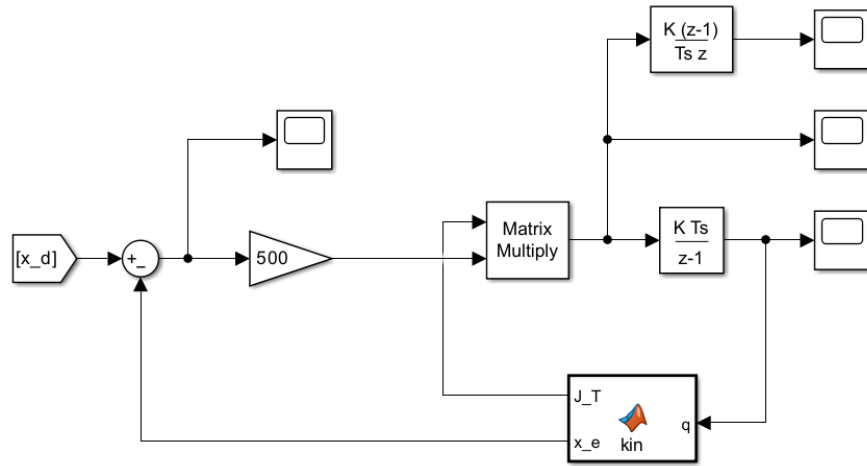 K (z-1)
Ts z
[x_d]
+
_
500
Matrix
Multiply
K Ts
z-1
J_T
x_e
kin
q